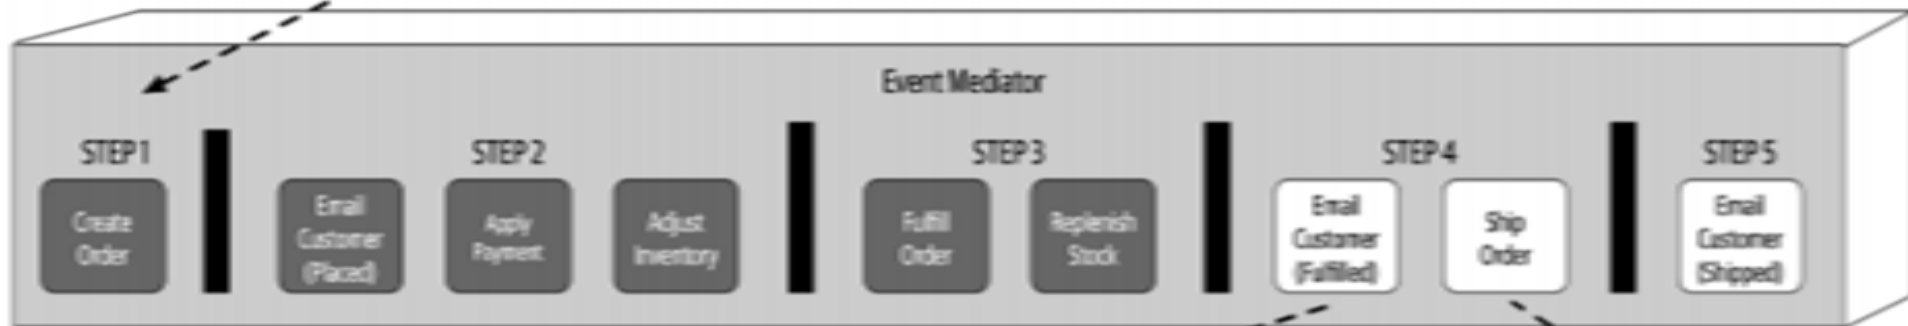 Event Mediator
STEP 1
STEP 2
STEP 3
STEP 4
STEP 5
Create
Order
Email
Customer
(Placed)
Apply
Payment
Adjust
Inventory
Fulfill
Order
Replenish
Stock
Email
Customer
(Fulfilled)
Ship
Order
Email
Customer
(Shipped)